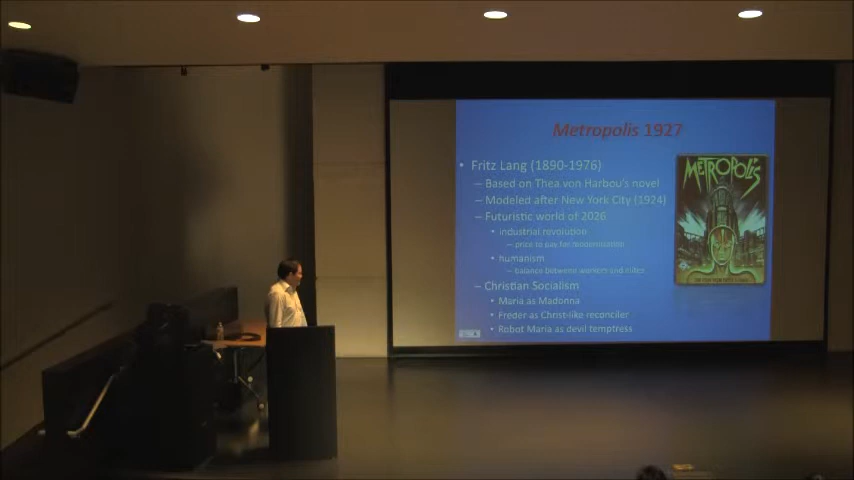 Metropolis 1927
• Fritz Lang (1890-1976)
– Based on Thea von Harbou's novel
– Modeled after New York City (1924)
– Futuristic world of 2026
• industrial revolution
– price to pay for modernization
• humanism
– balance between workers and elites
– Christian Socialism
• Maria as Madonna
• Freder as Christ-like reconciler
• Robot Maria as devil temptress
METROPOLIS